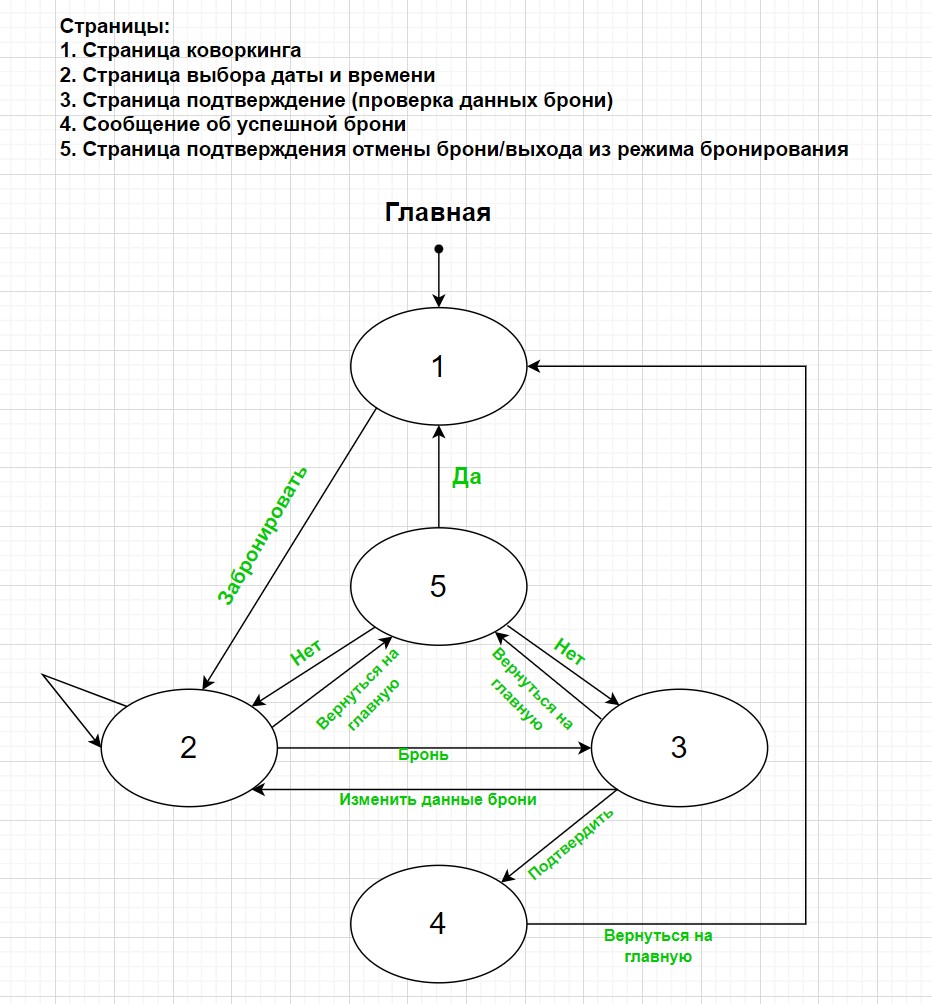 Страницы:
1. Страница коворкинга
2. Страница выбора даты и времени
3. Страница подтверждение (проверка данных брони)
4. Сообщение об успешной брони
5. Страница подтверждения отмены брони/выхода из режима бронирования
Главная
1
Забронировать
Да
5
Нет
Вернуться на
главную
Вернуться на
главную
Нет
2
Бронь
3
Изменить данные брони
Подтвердить
4
Вернуться на
главную